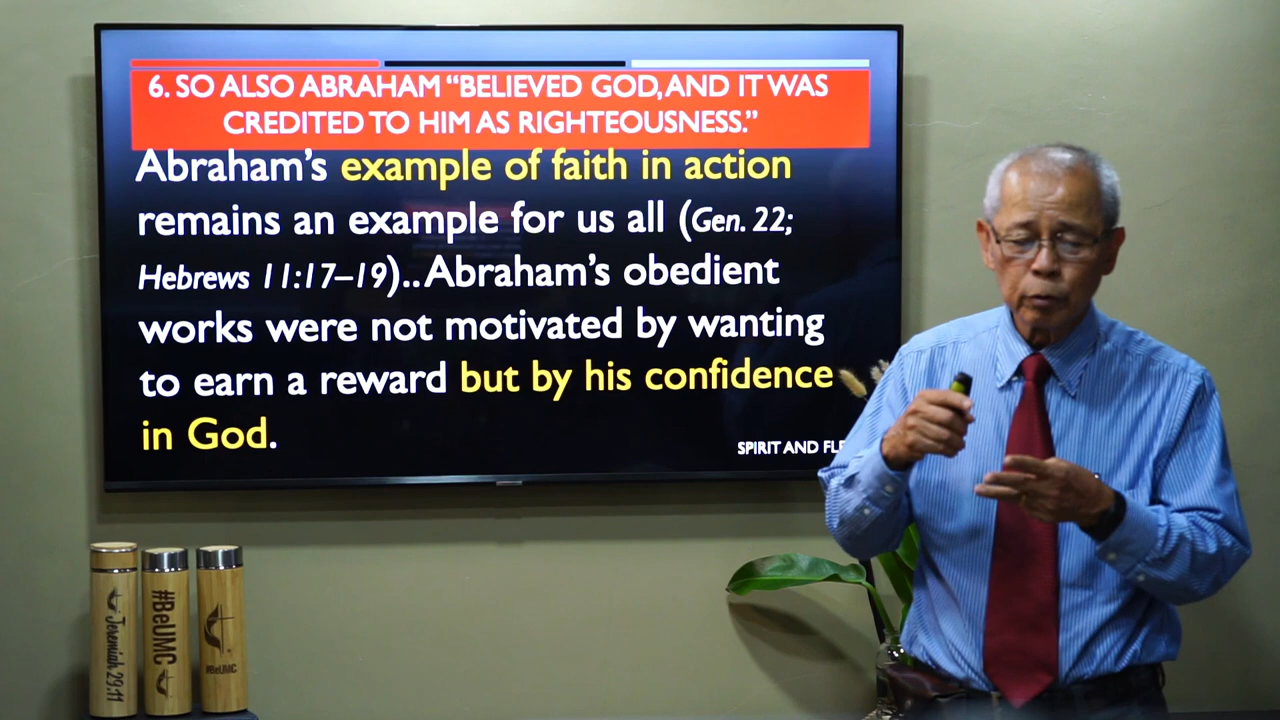 6. SO ALSO ABRAHAM “BELIEVED GOD, AND IT WAS
CREDITED TO HIM AS RIGHTEOUSNESS.”
Abraham’s example of faith in action
remains an example for us all (Gen. 22;
Hebrews 11:17–19)..Abraham’s obedient
works were not motivated by wanting
to earn a reward but by his confidence
in God.
SPIRIT AND
Jeremiah 29:11
#BeUMC
#BeUMC